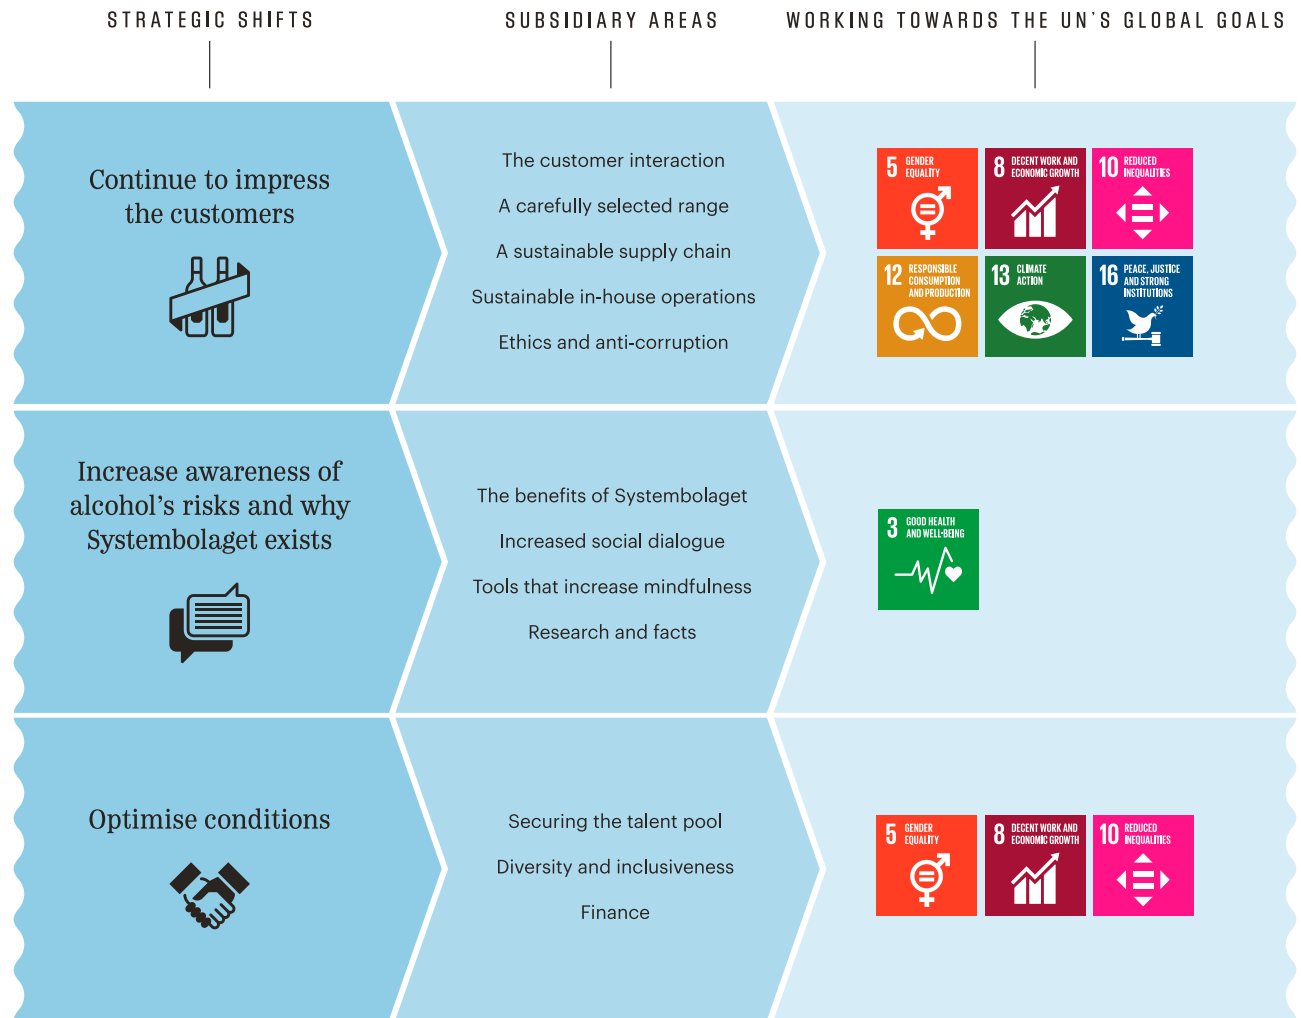 STRATEGIC SHIFTS
SUBSIDIARY AREAS
WORKING TOWARDS THE UN'S GLOBAL GOALS
Continue to impress
the customers
The customer interaction
A carefully selected range
A sustainable supply chain
Sustainable in-house operations
Ethics and anti-corruption
5 GENDER
EQUALITY
8 DECENT WORK AND
ECONOMIC GROWTH
10 REDUCED
INEQUALITIES
12 RESPONSIBLE
CONSUMPTION
AND PRODUCTION
13 CLIMATE
ACTION
16 PEACE, JUSTICE
AND STRONG
INSTITUTIONS
Increase awareness of
alcohol's risks and why
Systembolaget exists
The benefits of Systembolaget
Increased social dialogue
Tools that increase mindfulness
Research and facts
3 GOOD HEALTH
AND WELL-BEING
Optimise conditions
Securing the talent pool
Diversity and inclusiveness
Finance
5 GENDER
EQUALITY
8 DECENT WORK AND
ECONOMIC GROWTH
10 REDUCED
INEQUALITIES